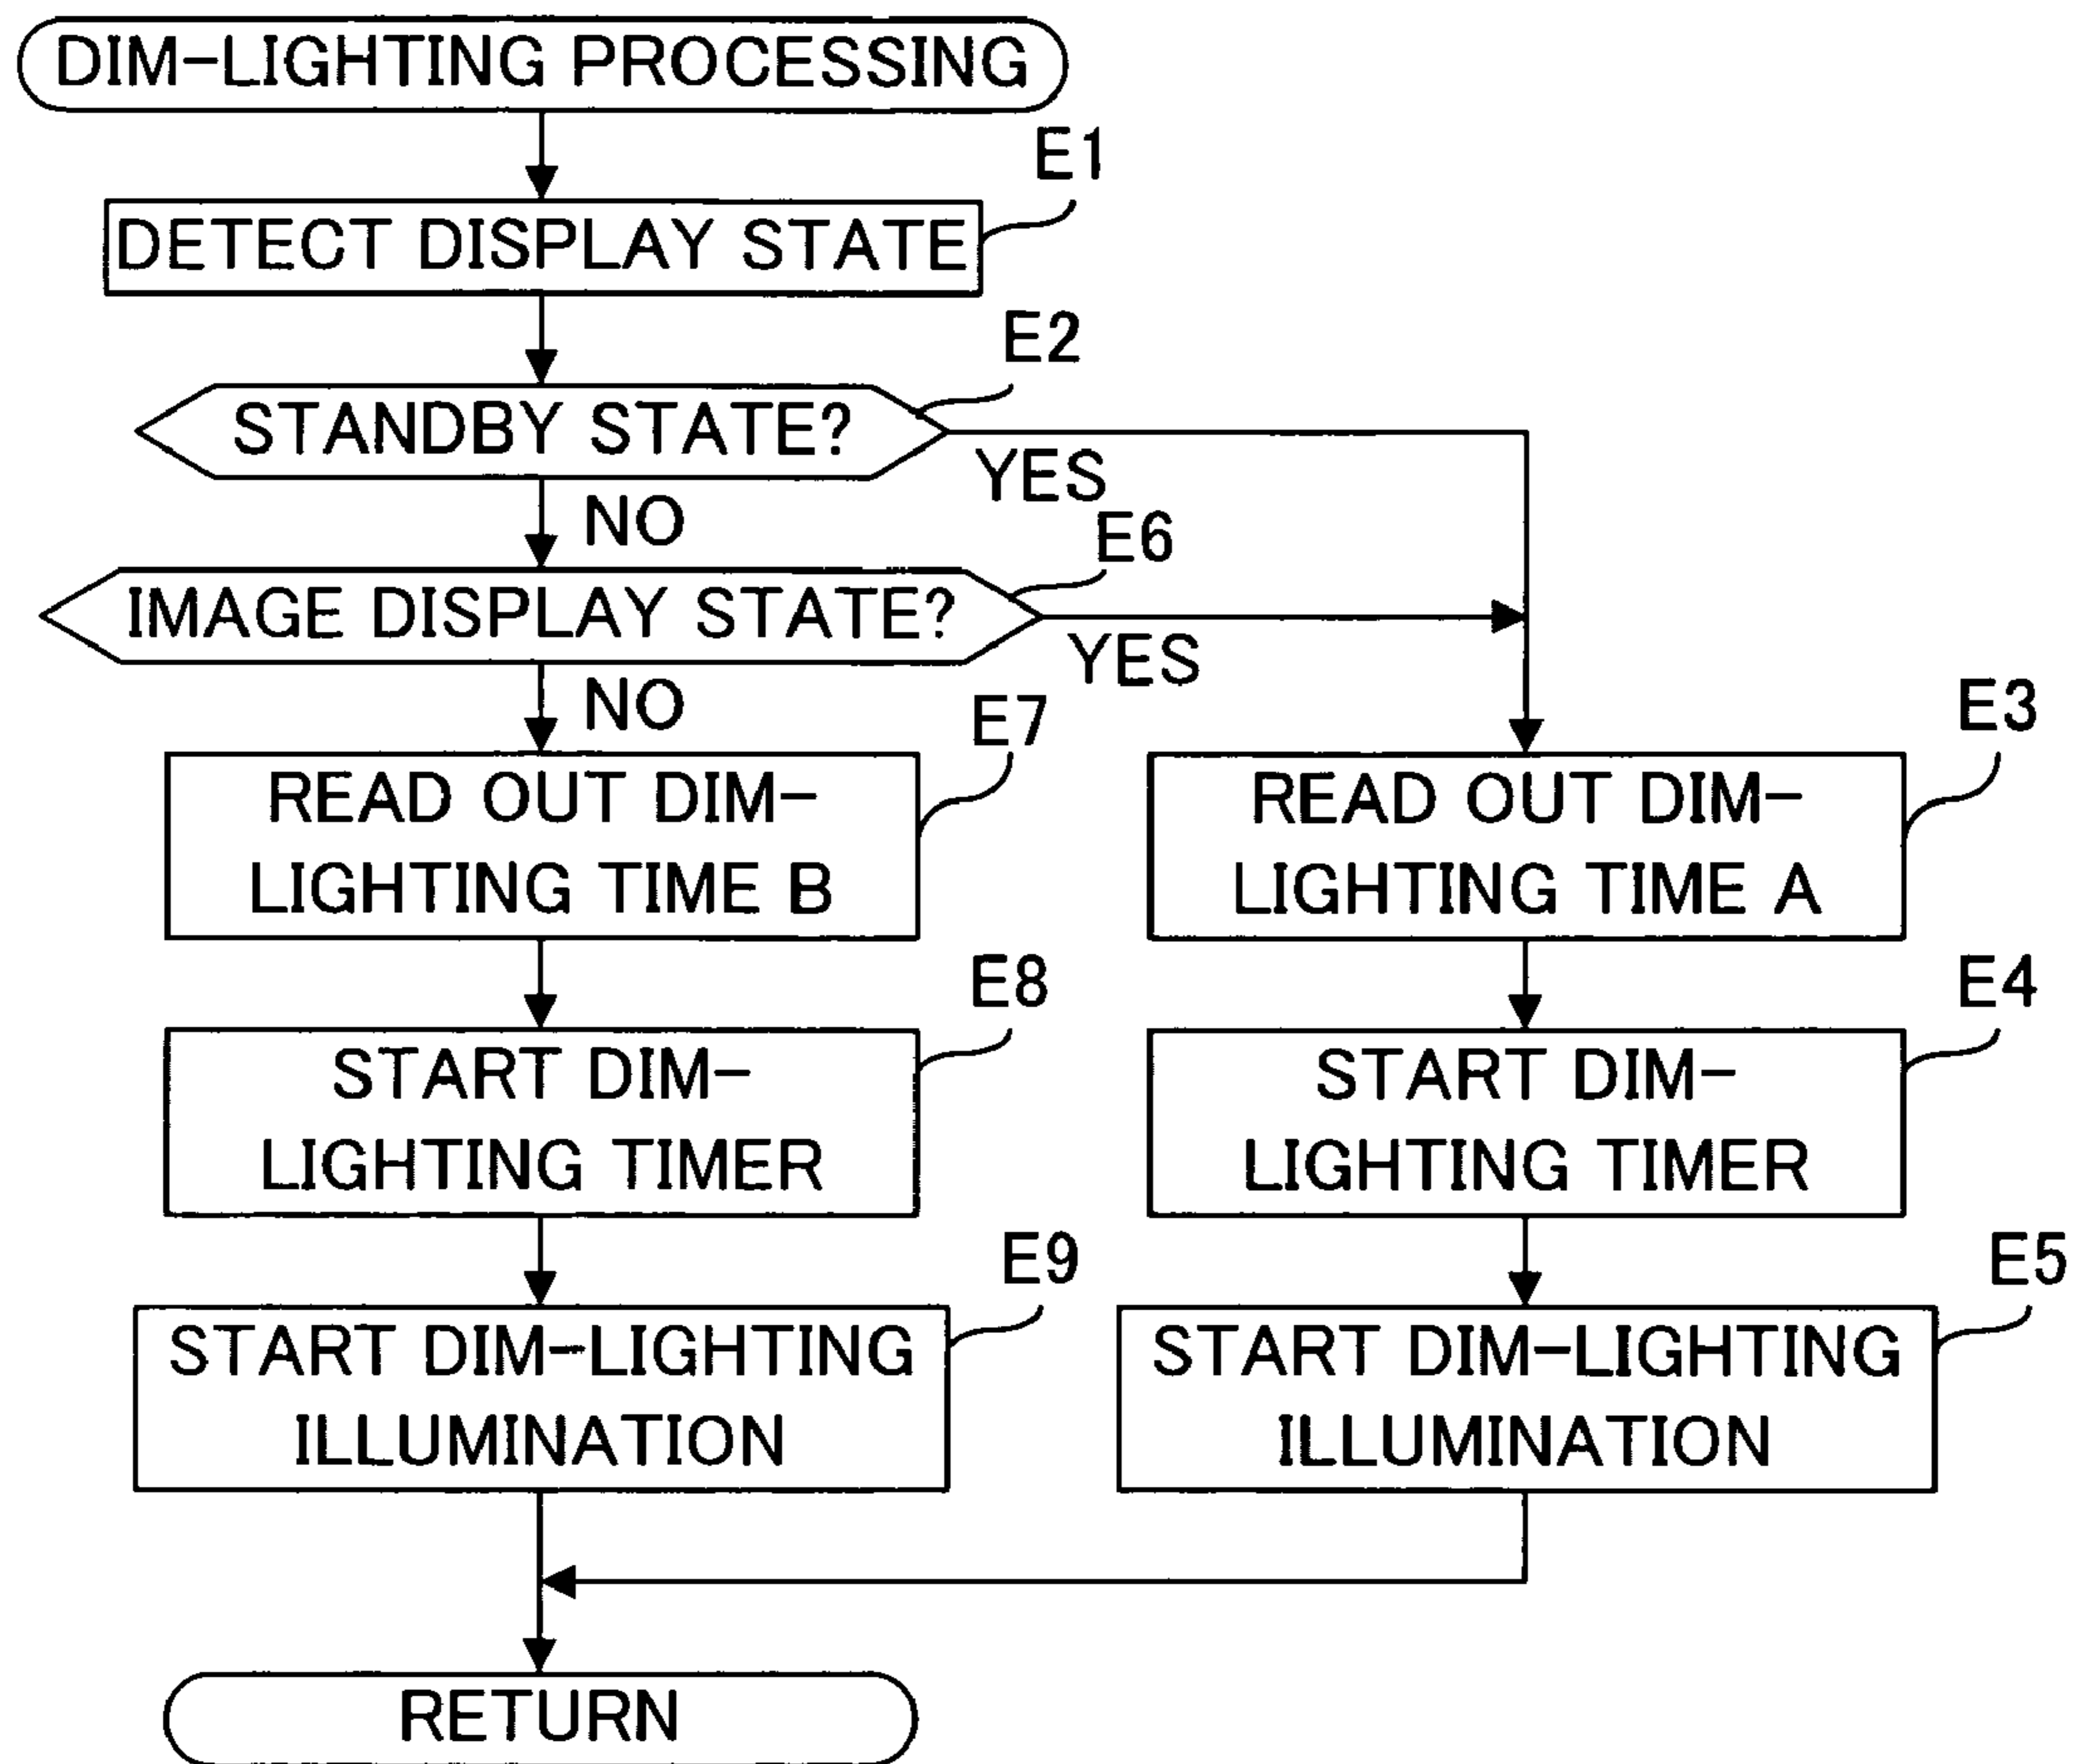 DIM-LIGHTING PROCESSING
E1
DETECT DISPLAY STATE
E2
STANDBY STATE?
YES
NO
E6
IMAGE DISPLAY STATE?
YES
NO
E7
READ OUT DIM-
LIGHTING TIME B
E3
READ OUT DIM-
LIGHTING TIME A
E8
START DIM-
LIGHTING TIMER
E4
START DIM-
LIGHTING TIMER
E9
START DIM-LIGHTING
ILLUMINATION
E5
START DIM-LIGHTING
ILLUMINATION
RETURN